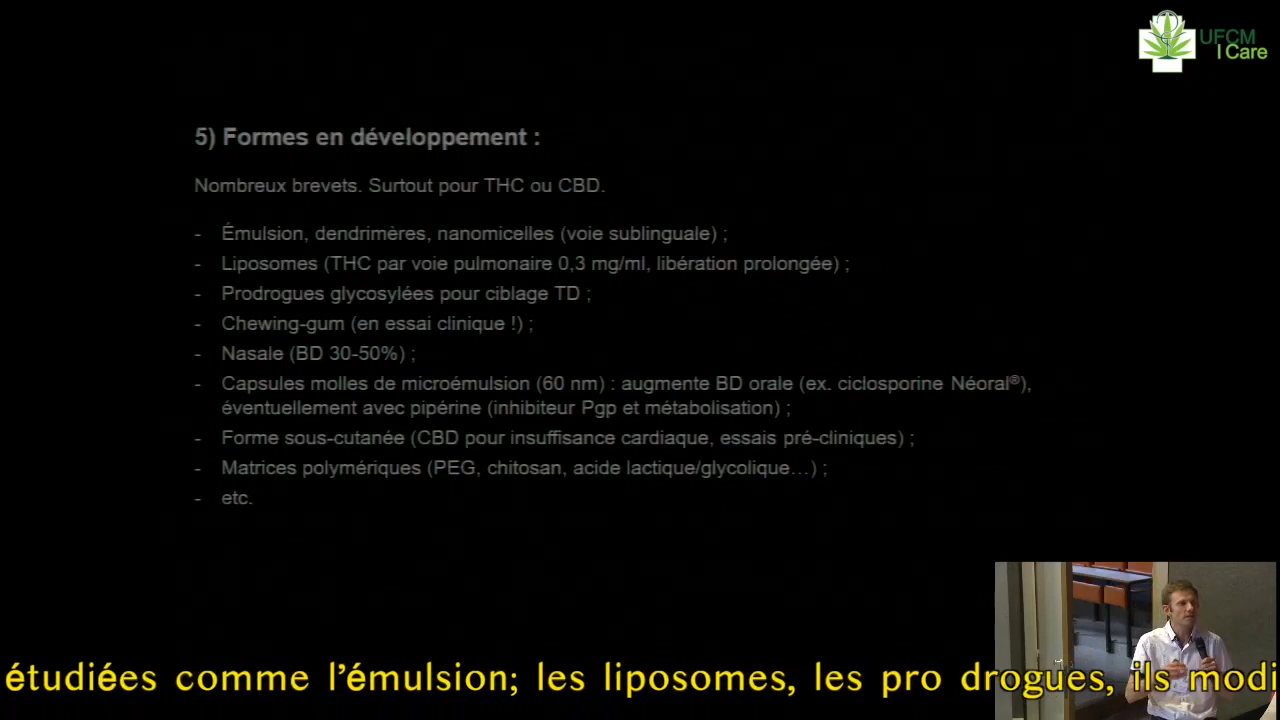 UFCM
I Care
5) Formes en développement :
Nombreux brevets. Surtout pour THC ou CBD.
- Émulsion, dendrimères, nanomicelles (voie sublinguale) ;
- Liposomes (THC par voie pulmonaire 0,3 mg/ml, libération prolongée) ;
- Prodrogues glycosylées pour ciblage TD ;
- Chewing-gum (en essai clinique !) ;
- Nasale (BD 30-50%) ;
- Capsules molles de microémulsion (60 nm) : augmente BD orale (ex. ciclosporine Néoral®),
éventuellement avec pipérine (inhibiteur Pgp et métabolisation) ;
- Forme sous-cutanée (CBD pour insuffisance cardiaque, essais pré-cliniques) ;
- Matrices polymériques (PEG, chitosan, acide lactique/glycolique…) ;
- etc.
étudiées comme l’émulsion; les liposomes, les pro drogues, ils modi